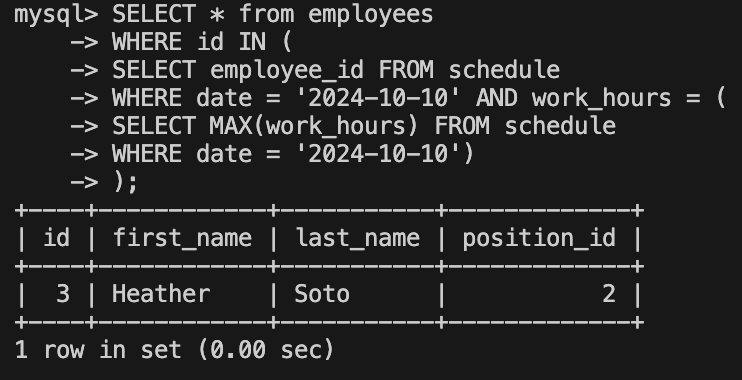 mysql> SELECT * from employees
    -> WHERE id IN (
    -> SELECT employee_id FROM schedule
    -> WHERE date = '2024-10-10' AND work_hours = (
    -> SELECT MAX(work_hours) FROM schedule
    -> WHERE date = '2024-10-10')
    -> );
+----+------------+-----------+-------------+
| id | first_name | last_name | position_id |
+----+------------+-----------+-------------+
|  3 | Heather    | Soto      |           2 |
+----+------------+-----------+-------------+
1 row in set (0.00 sec)